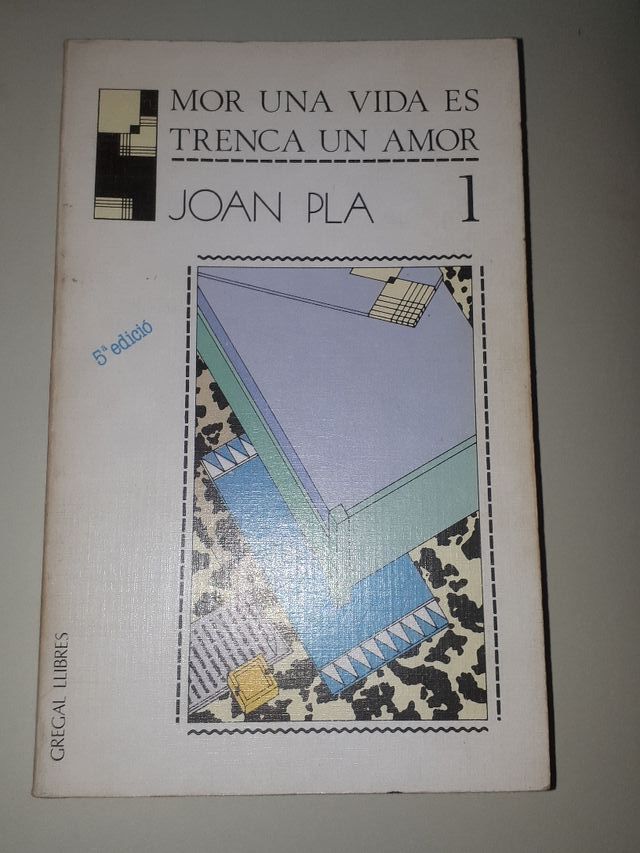 MOR UNA VIDA ES
TRENCA UN AMOR
JOAN PLA 1
5ª edició
GREGAL LLIBRES